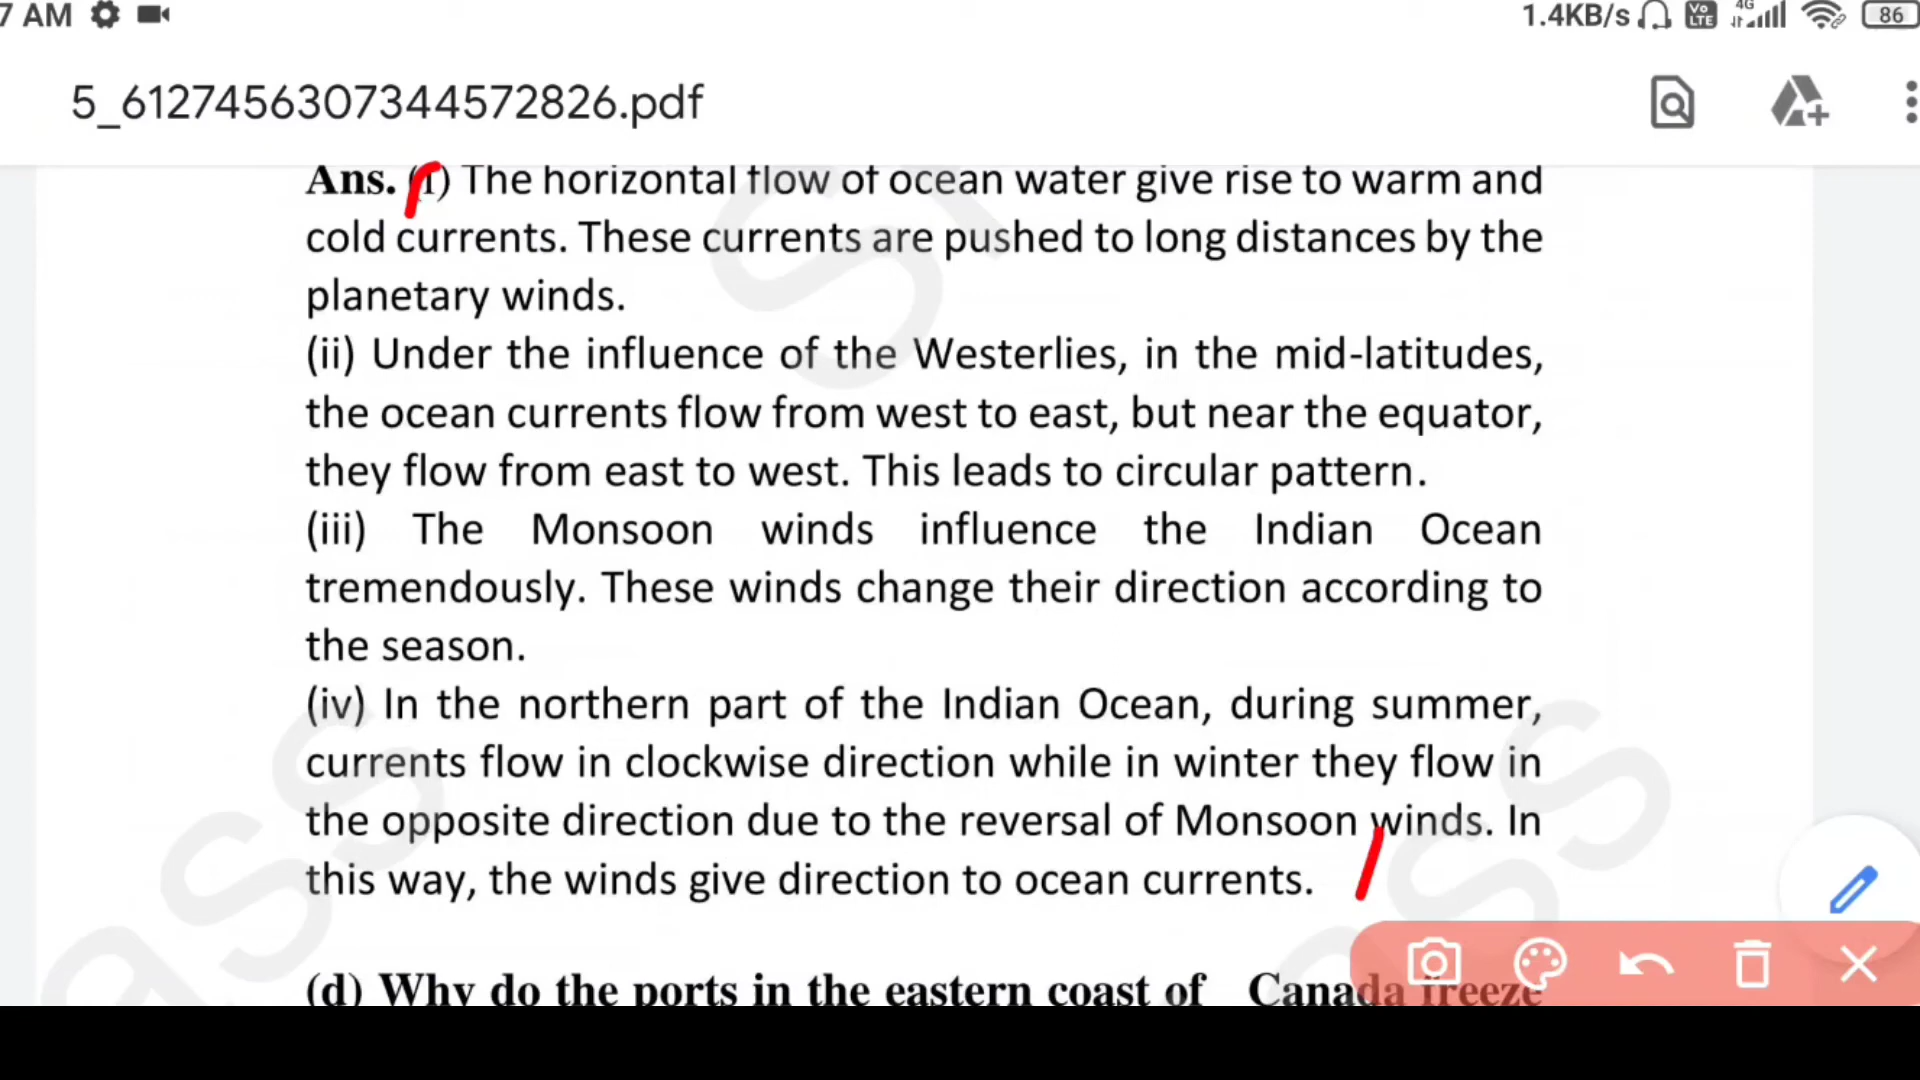 7 AM
1.4KB/s Vo LTE 4G 86
5_6127456307344572826.pdf
Ans. (i) The horizontal flow of ocean water give rise to warm and
cold currents. These currents are pushed to long distances by the
planetary winds.
(ii) Under the influence of the Westerlies, in the mid-latitudes,
the ocean currents flow from west to east, but near the equator,
they flow from east to west. This leads to circular pattern.
(iii) The Monsoon winds influence the Indian Ocean
tremendously. These winds change their direction according to
the season.
(iv) In the northern part of the Indian Ocean, during summer,
currents flow in clockwise direction while in winter they flow in
the opposite direction due to the reversal of Monsoon winds. In
this way, the winds give direction to ocean currents.
(d) Why do the ports in the eastern coast of Canada freeze